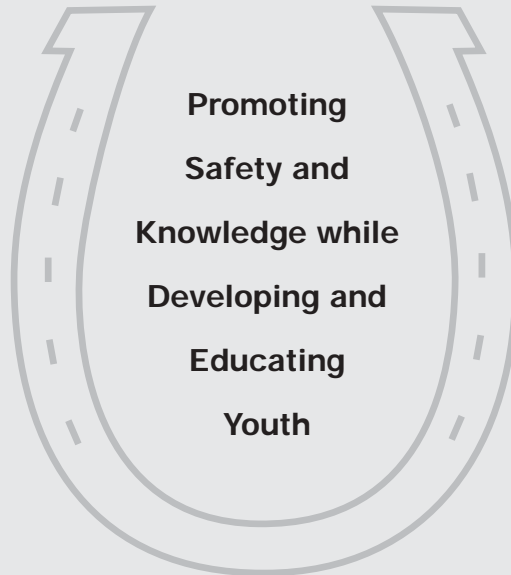 Promoting
Safety and
Knowledge while
Developing and
Educating
Youth